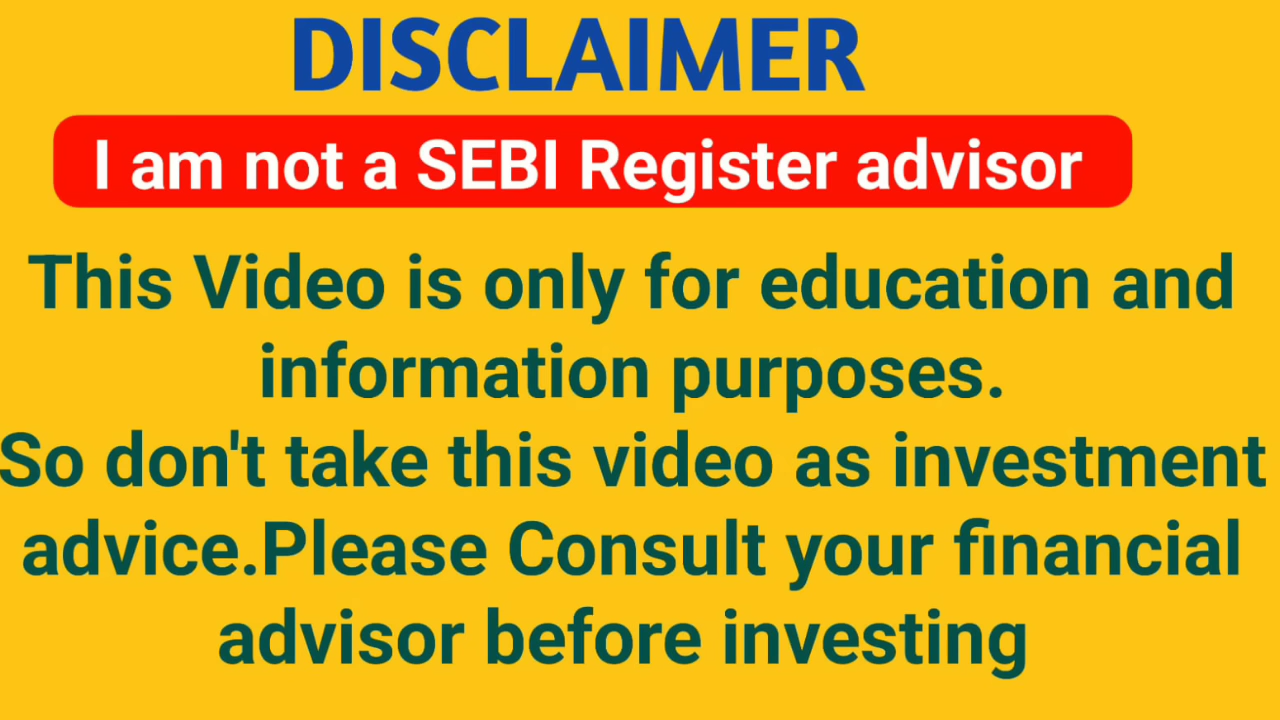 DISCLAIMER
I am not a SEBI Register advisor
This Video is only for education and
information purposes.
So don't take this video as investment
advice.Please Consult your financial
advisor before investing